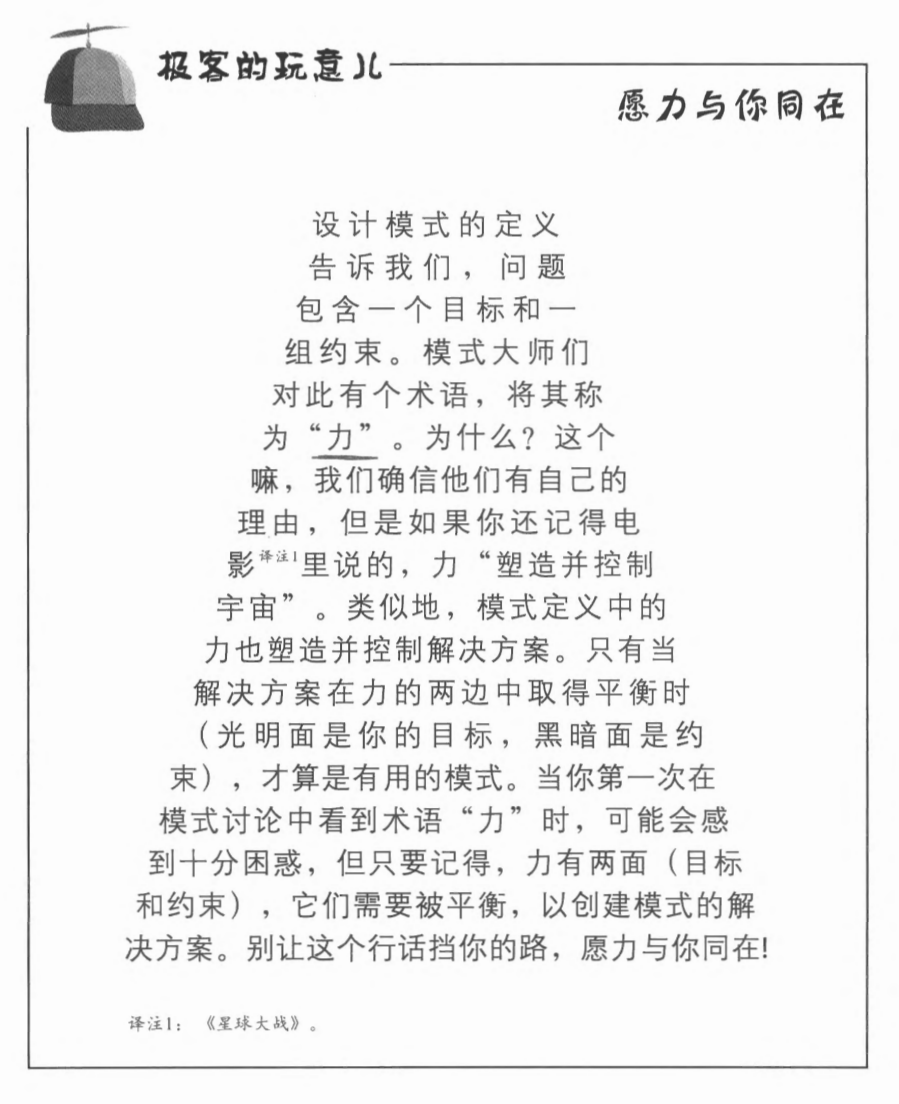 极客的玩意儿
愿力与你同在
设计模式的定义
告诉我们，问题
包含一个目标和一
组约束。模式大师们
对此有个术语，将其称
为“力”。为什么？这个
嘛，我们确信他们有自己的
理由，但是如果你还记得电
影译注1里说的，力“塑造并控制
宇宙”。类似地，模式定义中的
力也塑造并控制解决方案。只有当
解决方案在力的两边中取得平衡时
（光明面是你的目标，黑暗面是约
束），才算是有用的模式。当你第一次在
模式讨论中看到术语“力”时，可能会感
到十分困惑，但只要记得，力有两面（目标
和约束），它们需要被平衡，以创建模式的解
决方案。别让这个行话挡你的路，愿力与你同在！
译注1：《星球大战》。